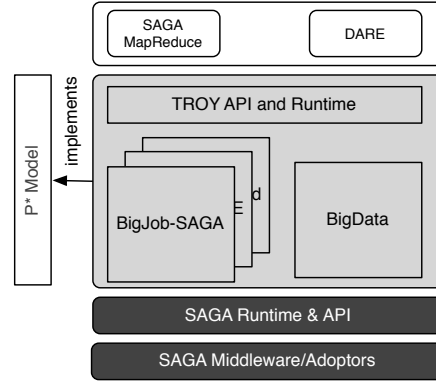 SAGA
MapReduce
DARE
TROY API and Runtime
implements
P* Model
BigJob-SAGA
BigData
SAGA Runtime & API
SAGA Middleware/Adoptors